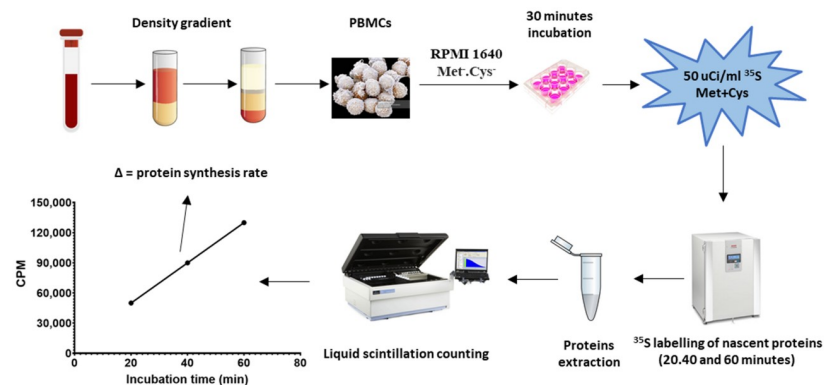 Density gradient
PBMCs
RPMI 1640
Met⁻.Cys⁻
30 minutes
incubation
50 uCi/ml ³⁵S
Met+Cys
Δ = protein synthesis rate
150,000
120,000
90,000
60,000
30,000
0
CPM
0 20 40 60 80
Incubation time (min)
Liquid scintillation counting
Proteins
extraction
³⁵S labelling of nascent proteins
(20.40 and 60 minutes)